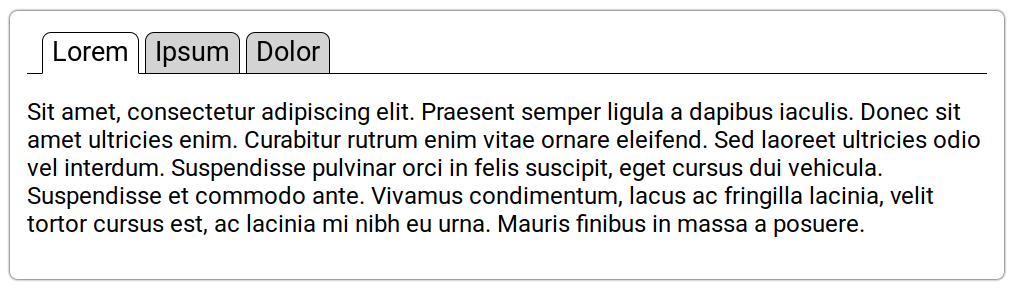 Lorem Ipsum Dolor
Sit amet, consectetur adipiscing elit. Praesent semper ligula a dapibus iaculis. Donec sit
amet ultricies enim. Curabitur rutrum enim vitae ornare eleifend. Sed laoreet ultricies odio
vel interdum. Suspendisse pulvinar orci in felis suscipit, eget cursus dui vehicula.
Suspendisse et commodo ante. Vivamus condimentum, lacus ac fringilla lacinia, velit
tortor cursus est, ac lacinia mi nibh eu urna. Mauris finibus in massa a posuere.